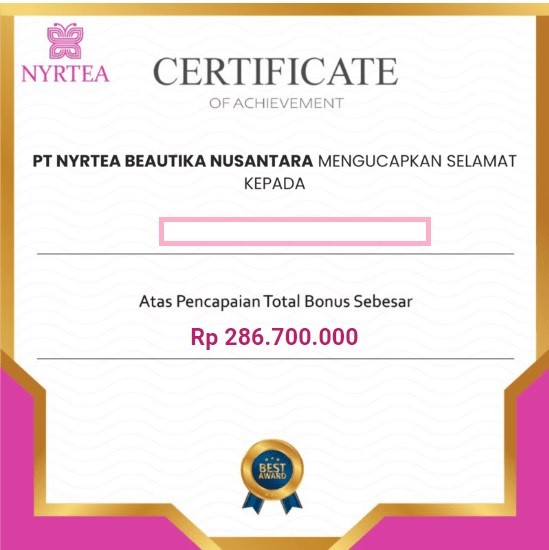 NYRTEA
CERTIFICATE
OF ACHIEVEMENT
PT NYRTEA BEAUTIKA NUSANTARA MENGUCAPKAN SELAMAT
KEPADA
Atas Pencapaian Total Bonus Sebesar
Rp 286.700.000
BEST
AWARD